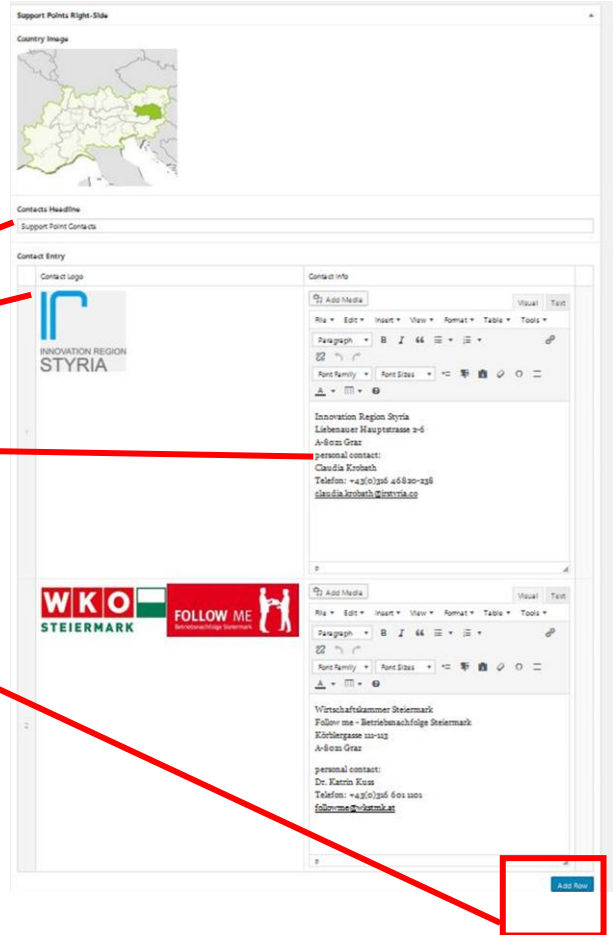 Support Points Right-Side
Country Image
Contacts Headline
Support Point Contacts
Contact Entry
Contact Logo
Contact Info
INNOVATION REGION
STYRIA
Add Media
Visual Text
File Edit Insert View Format Table Tools
Paragraph B I
Font Family Font Sizes
A
Innovation Region Styria
Liebenauer Hauptstrasse 2-6
A-8021 Graz
personal contact:
Claudia Krobath
Telefon: +43(0)316 46820-238
claudia.krobath@irstyria.co
P
WKO
STEIERMARK
FOLLOW ME
Betriebsnachfolge Steiermark
2
Add Media
Visual Text
File Edit Insert View Format Table Tools
Paragraph B I
Font Family Font Sizes
A
Wirtschaftskammer Steiermark
Follow me - Betriebsnachfolge Steiermark
Körblergasse 111-113
A-8021 Graz
personal contact:
Dr. Katrin Kuss
Telefon: +43(0)316 601 1101
followme@wkstmk.at
P
Add Row